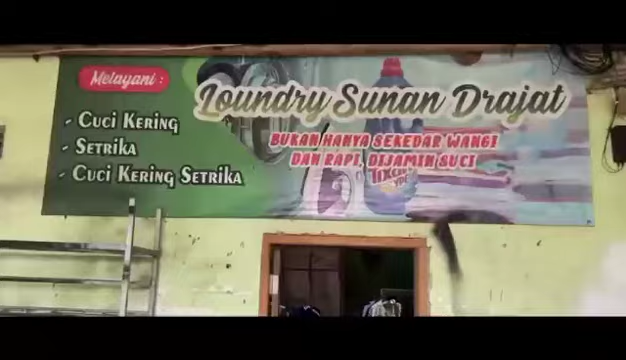 Melayani :
- Cuci Kering
- Setrika
- Cuci Kering Setrika
Loundry Sunan Drajat
BUKAN HANYA SEKEDAR WANGI
DAN RAPI, DIJAMIN SUCI